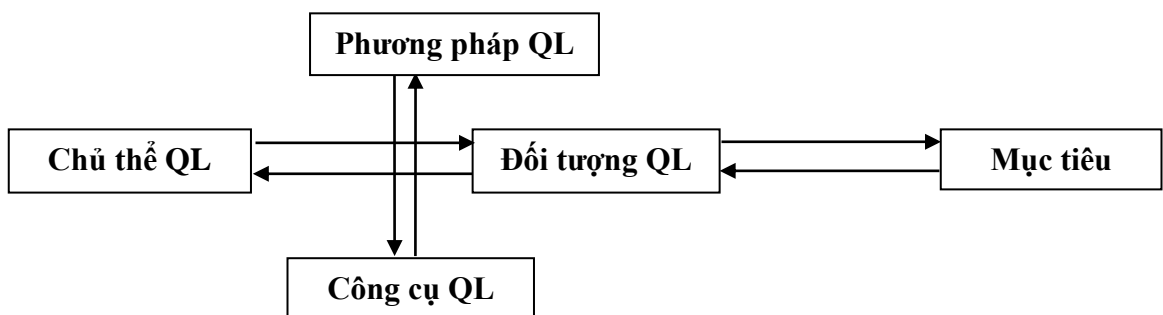 Phương pháp QL
Chủ thể QL
Đối tượng QL
Mục tiêu
Công cụ QL